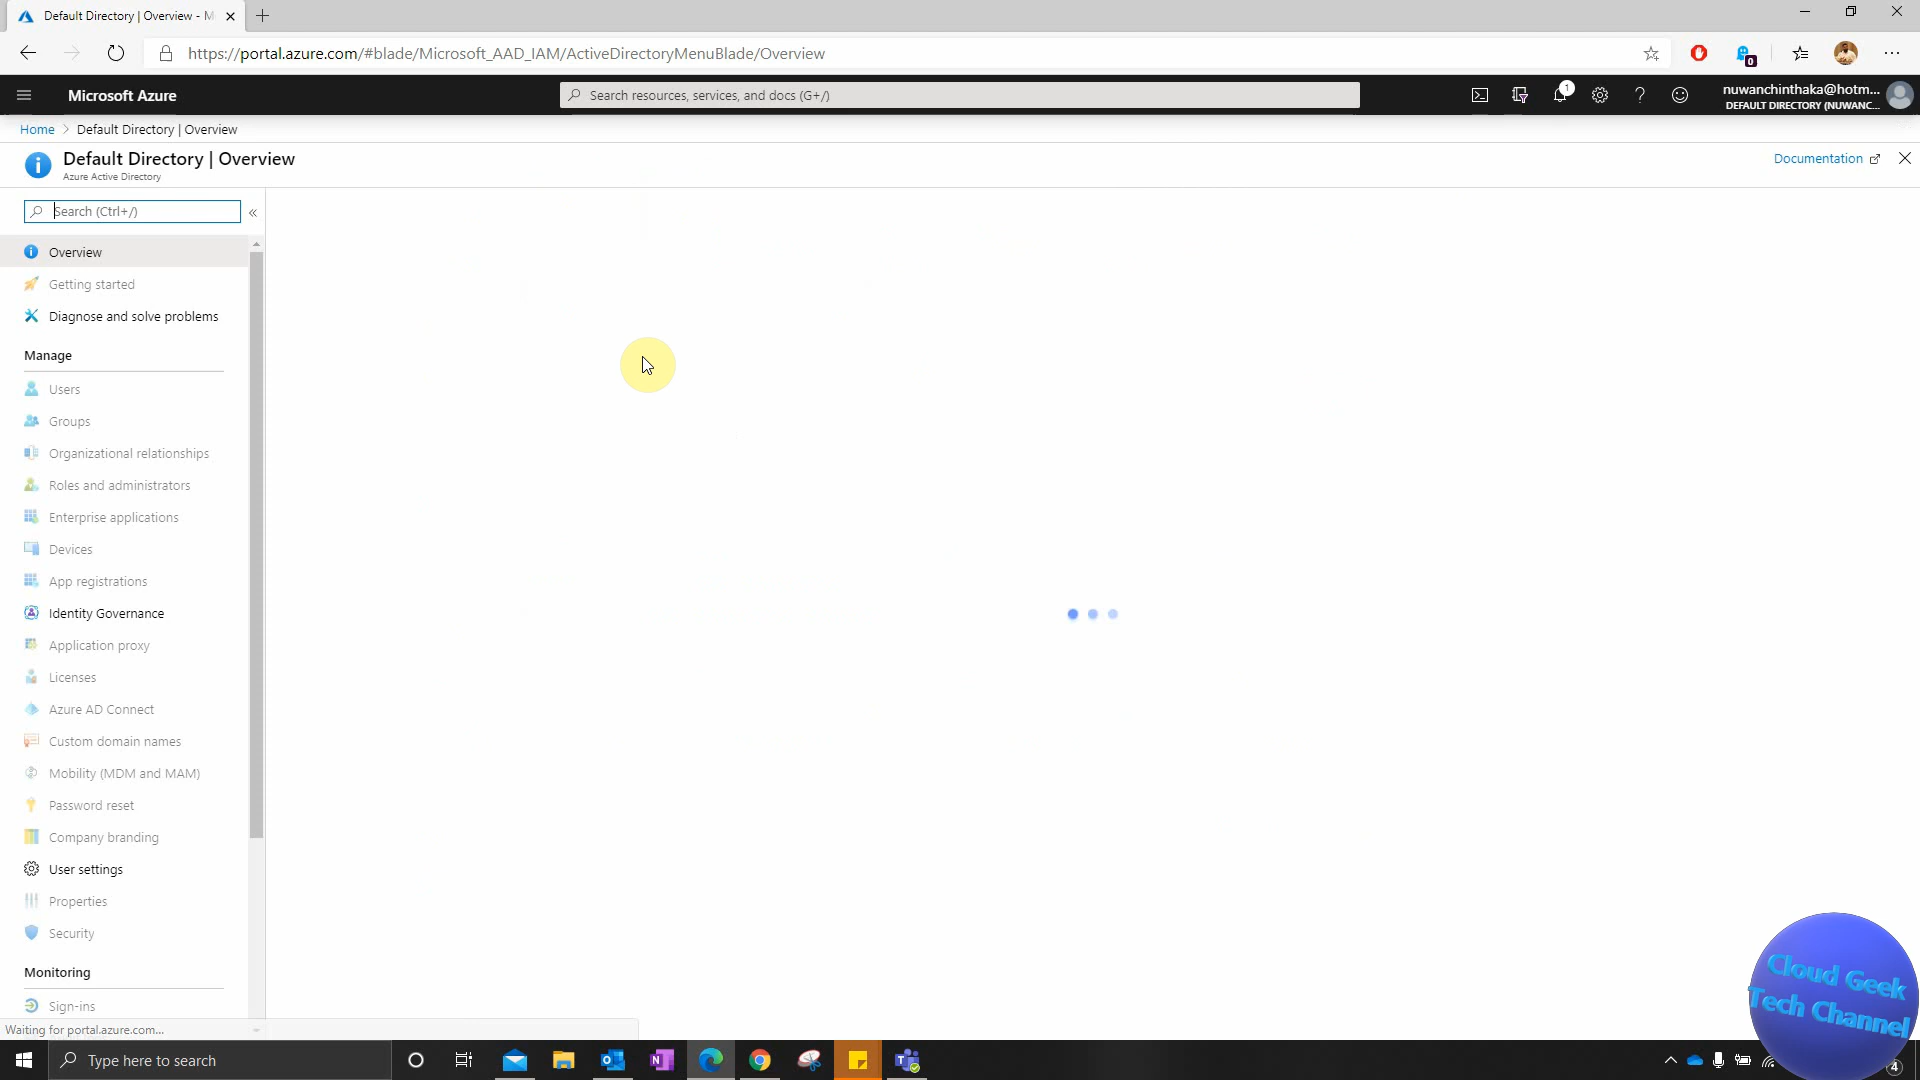 Default Directory | Overview - M
https://portal.azure.com/#blade/Microsoft_AAD_IAM/ActiveDirectoryMenuBlade/Overview
0
Microsoft Azure
Search resources, services, and docs (G+/)
1
nuwanchinthaka@hotm...
DEFAULT DIRECTORY (NUWANC...
Home > Default Directory | Overview
Default Directory | Overview
Azure Active Directory
Documentation
Search (Ctrl+/)
Overview
Getting started
Diagnose and solve problems
Manage
Users
Groups
Organizational relationships
Roles and administrators
Enterprise applications
Devices
App registrations
Identity Governance
Application proxy
Licenses
Azure AD Connect
Custom domain names
Mobility (MDM and MAM)
Password reset
Company branding
User settings
Properties
Security
Monitoring
Sign-ins
Waiting for portal.azure.com...
Cloud Geek
Tech Channel
Type here to search
4